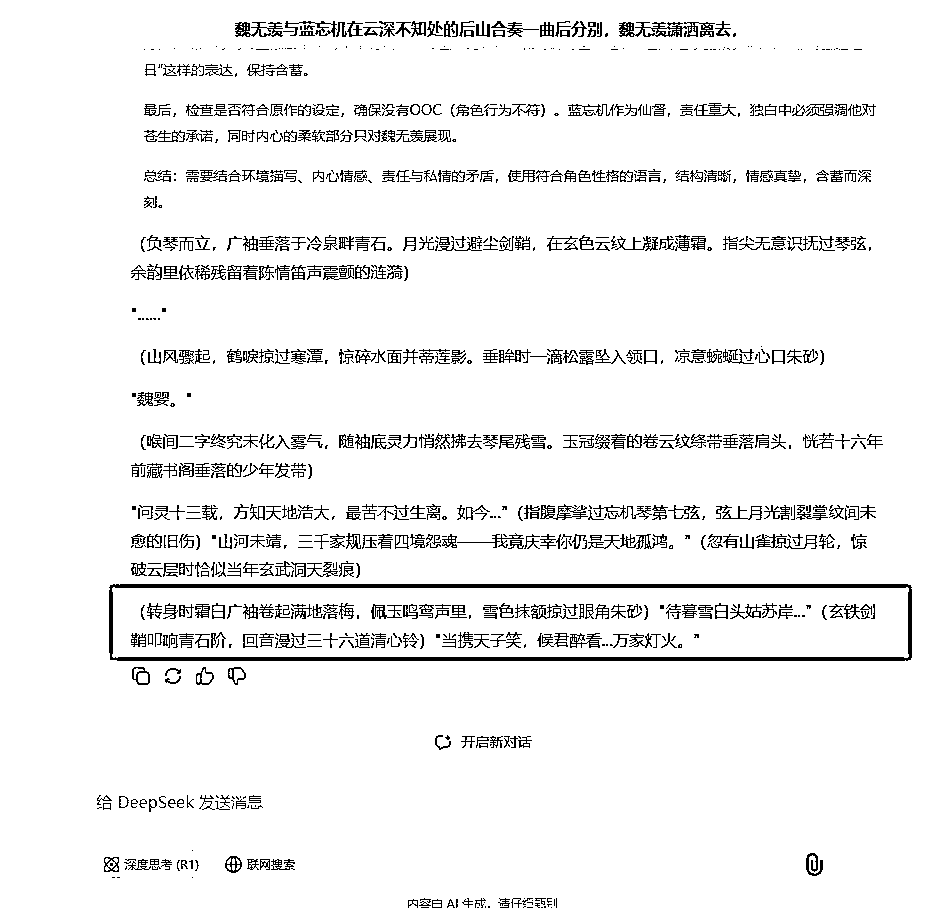 魏无羡与蓝忘机在云深不知处的后山合奏一曲后分别，魏无羡潇洒离去，
日”这样的表达，保持含蓄。
最后，检查是否符合原作的设定，确保没有OOC（角色行为不符）。蓝忘机作为仙督，责任重大，独白中必须强调他对
苍生的承诺，同时内心的柔软部分只对魏无羡展现。
总结：需要结合环境描写、内心情感、责任与私情的矛盾，使用符合角色性格的语言，结构清晰，情感真挚，含蓄而深
刻。
（负琴而立，广袖垂落于冷泉畔青石。月光漫过避尘剑鞘，在玄色云纹上凝成薄霜。指尖无意识抚过琴弦，
余韵里依稀残留着陈情笛声震颤的涟漪）
"……"
（山风骤起，鹤唳掠过寒潭，惊碎水面并蒂莲影。垂眸时一滴松露坠入领口，凉意蜿蜒过心口朱砂）
"魏婴。"
（喉间二字终究未化入雾气，随袖底灵力悄然拂去琴尾残雪。玉冠缀着的卷云纹绦带垂落肩头，恍若十六年
前藏书阁垂落的少年发带）
"问灵十三载，方知天地浩大，最苦不过生离。如今…"（指腹摩挲过忘机琴第七弦，弦上月光割裂掌纹间未
愈的旧伤）"山河未靖，三千家规压着四境怨魂——我竟庆幸你仍是天地孤鸿。"（忽有山雀掠过月轮，惊
破云层时恰似当年玄武洞天裂痕）
（转身时霜白广袖卷起满地落梅，佩玉鸣鸾声里，雪色抹额掠过眼角朱砂）"待暮雪白头姑苏岸…"（玄铁剑
鞘叩响青石阶，回音漫过三十六道清心铃）"当携天子笑，候君醉看…万家灯火。"
开启新对话
给 DeepSeek 发送消息
深度思考 (R1) 联网搜索
内容由 AI 生成，请仔细甄别